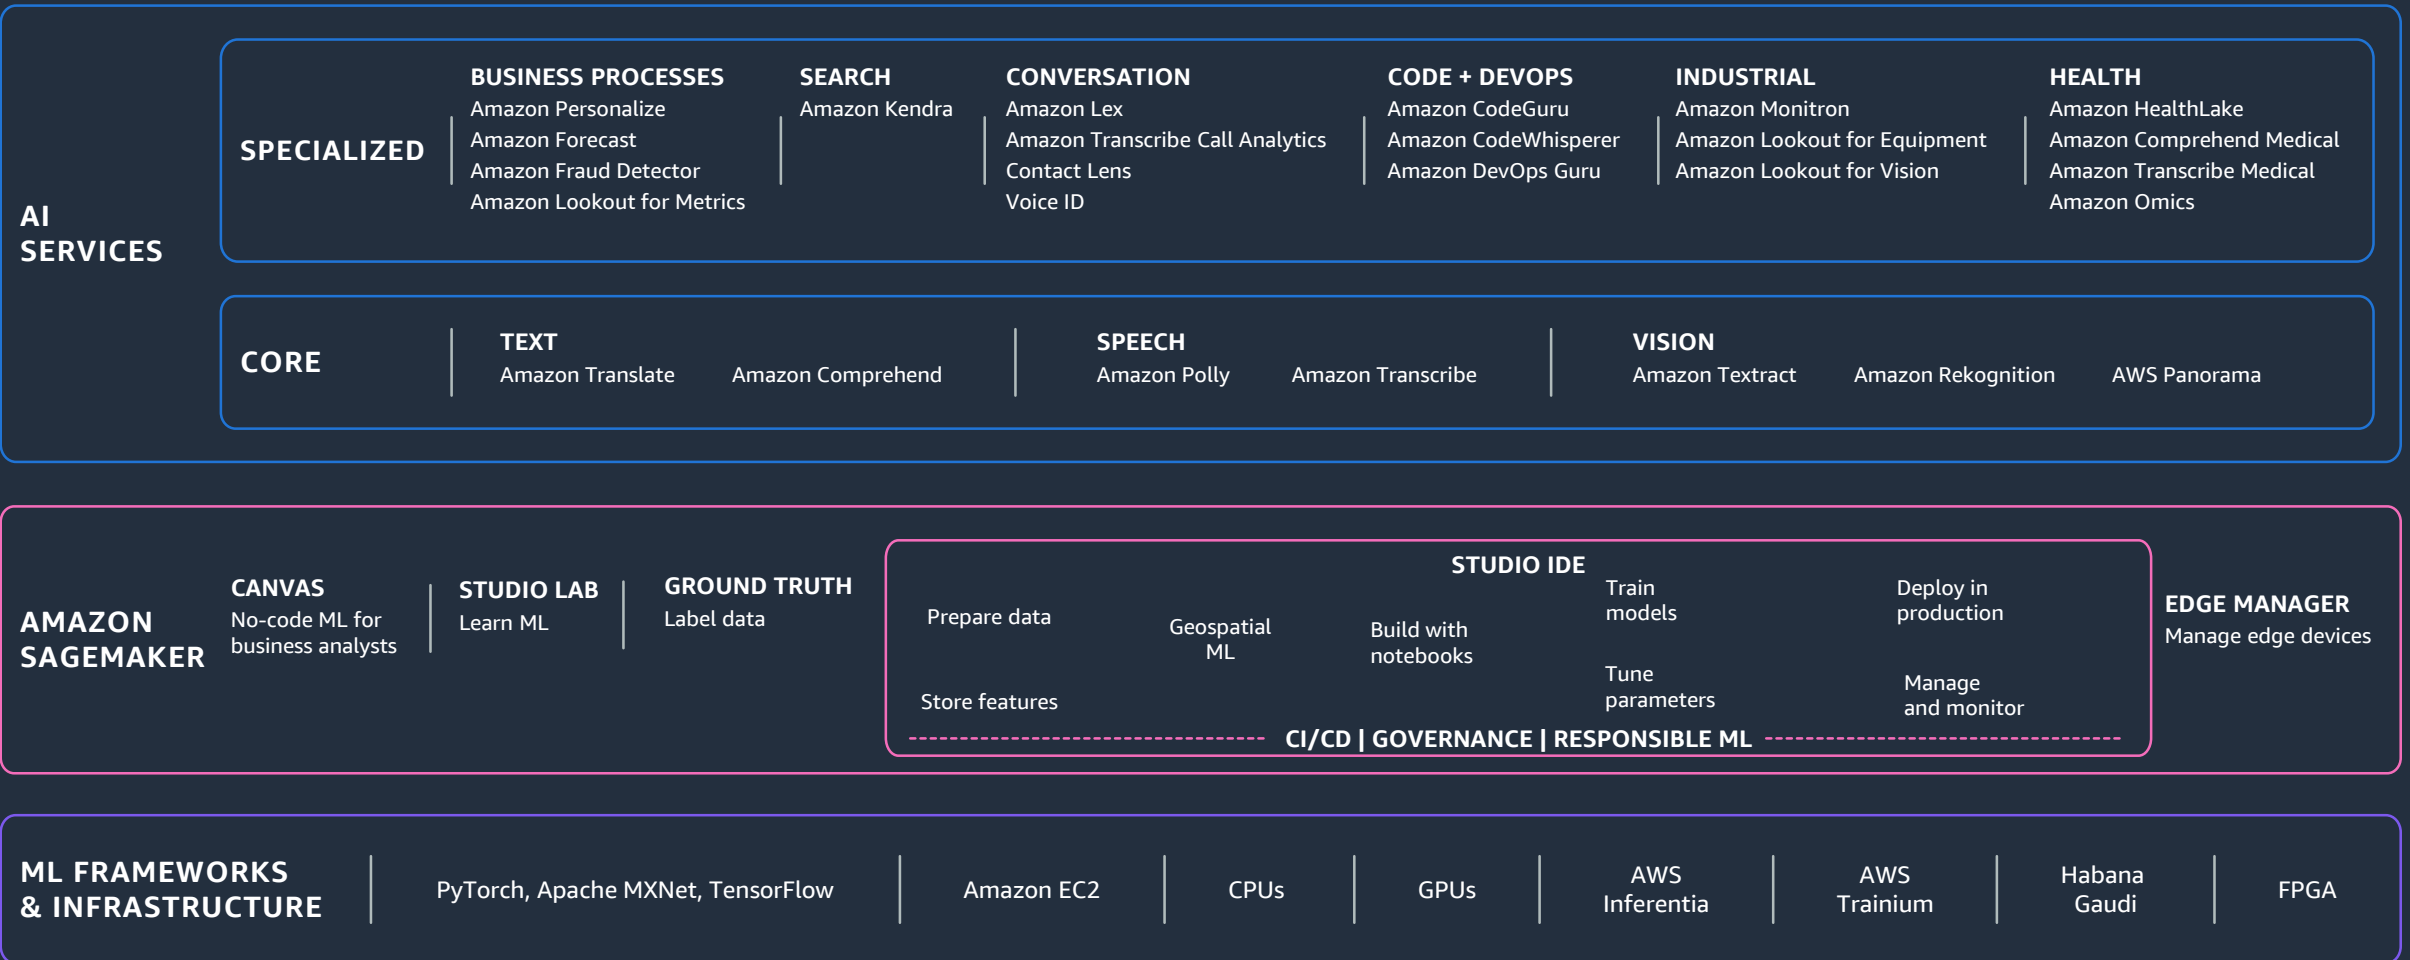 AI
SERVICES
SPECIALIZED
BUSINESS PROCESSES
Amazon Personalize
Amazon Forecast
Amazon Fraud Detector
Amazon Lookout for Metrics
SEARCH
Amazon Kendra
CONVERSATION
Amazon Lex
Amazon Transcribe Call Analytics
Contact Lens
Voice ID
CODE + DEVOPS
Amazon CodeGuru
Amazon CodeWhisperer
Amazon DevOps Guru
INDUSTRIAL
Amazon Monitron
Amazon Lookout for Equipment
Amazon Lookout for Vision
HEALTH
Amazon HealthLake
Amazon Comprehend Medical
Amazon Transcribe Medical
Amazon Omics
CORE
TEXT
Amazon Translate
Amazon Comprehend
SPEECH
Amazon Polly
Amazon Transcribe
VISION
Amazon Textract
Amazon Rekognition
AWS Panorama
AMAZON
SAGEMAKER
CANVAS
No-code ML for
business analysts
STUDIO LAB
Learn ML
GROUND TRUTH
Label data
STUDIO IDE
Prepare data
Store features
Geospatial
ML
Build with
notebooks
Train
models
Tune
parameters
Deploy in
production
Manage
and monitor
CI/CD | GOVERNANCE | RESPONSIBLE ML
EDGE MANAGER
Manage edge devices
ML FRAMEWORKS
& INFRASTRUCTURE
PyTorch, Apache MXNet, TensorFlow
Amazon EC2
CPUs
GPUs
AWS
Inferentia
AWS
Trainium
Habana
Gaudi
FPGA